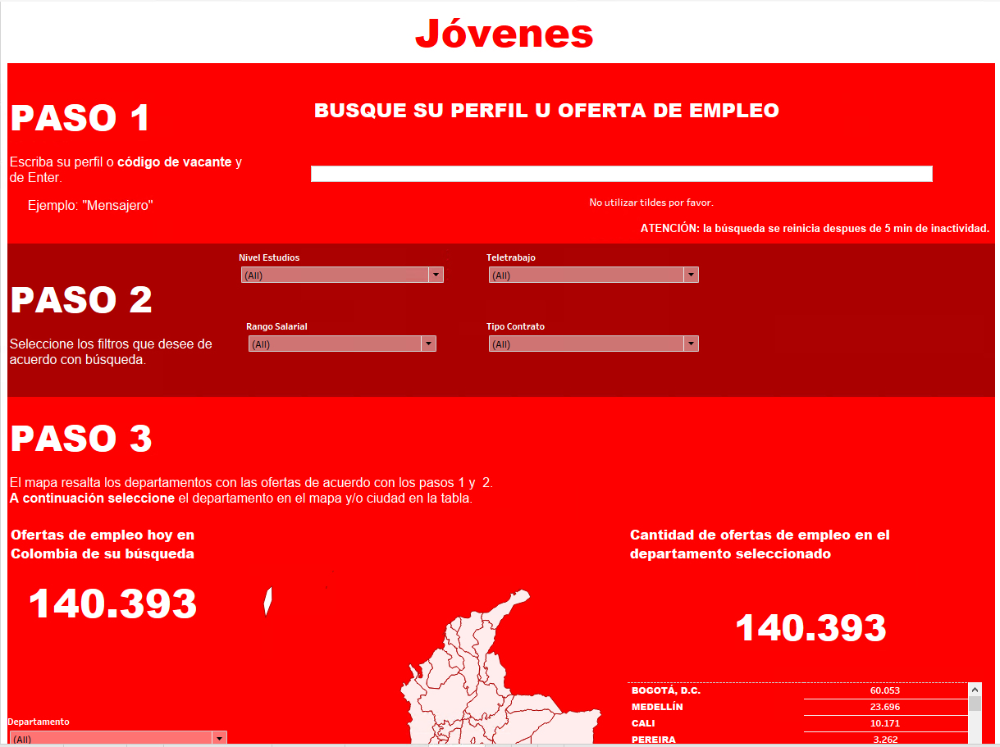 Jóvenes
PASO 1
BUSQUE SU PERFIL U OFERTA DE EMPLEO
Escriba su perfil o código de vacante y
de Enter.
Ejemplo: "Mensajero"
No utilizar tildes por favor.
ATENCIÓN: la búsqueda se reinicia despues de 5 min de inactividad.
Nivel Estudios
(All)
Teletrabajo
(All)
PASO 2
Seleccione los filtros que desee de
acuerdo con búsqueda.
Rango Salarial
(All)
Tipo Contrato
(All)
PASO 3
El mapa resalta los departamentos con las ofertas de acuerdo con los pasos 1 y  2.
A continuación seleccione el departamento en el mapa y/o ciudad en la tabla.
Ofertas de empleo hoy en
Colombia de su búsqueda
140.393
Cantidad de ofertas de empleo en el
departamento seleccionado
140.393
BOGOTÁ, D.C. 60.053
MEDELLÍN 23.696
CALI 10.171
PEREIRA 3.262
Departamento
(All)